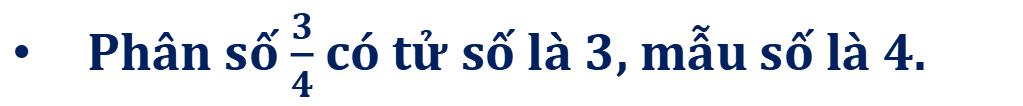 • Phân số 3/4 có tử số là 3, mẫu số là 4.